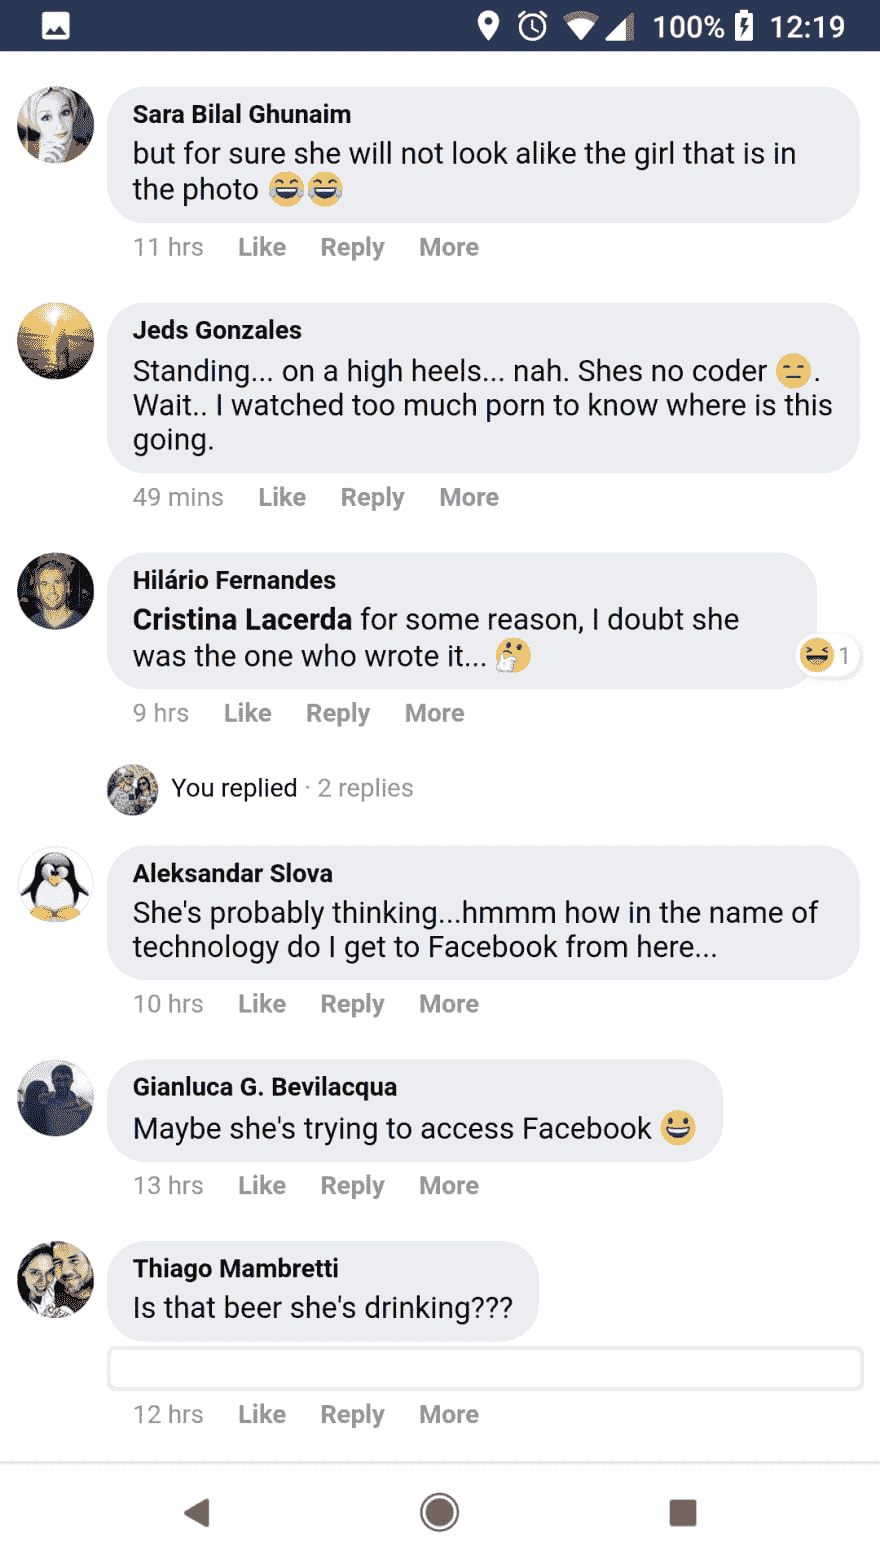 100% 12:19
Sara Bilal Ghunaim
but for sure she will not look alike the girl that is in
the photo 😂😂
11 hrs Like Reply More
Jeds Gonzales
Standing... on a high heels... nah. Shes no coder 😑.
Wait.. I watched too much porn to know where is this
going.
49 mins Like Reply More
Hilário Fernandes
Cristina Lacerda for some reason, I doubt she
was the one who wrote it... 🤔
😆 1
9 hrs Like Reply More
You replied · 2 replies
Aleksandar Slova
She's probably thinking...hmmm how in the name of
technology do I get to Facebook from here...
10 hrs Like Reply More
Gianluca G. Bevilacqua
Maybe she's trying to access Facebook 😀
13 hrs Like Reply More
Thiago Mambretti
Is that beer she's drinking???
12 hrs Like Reply More